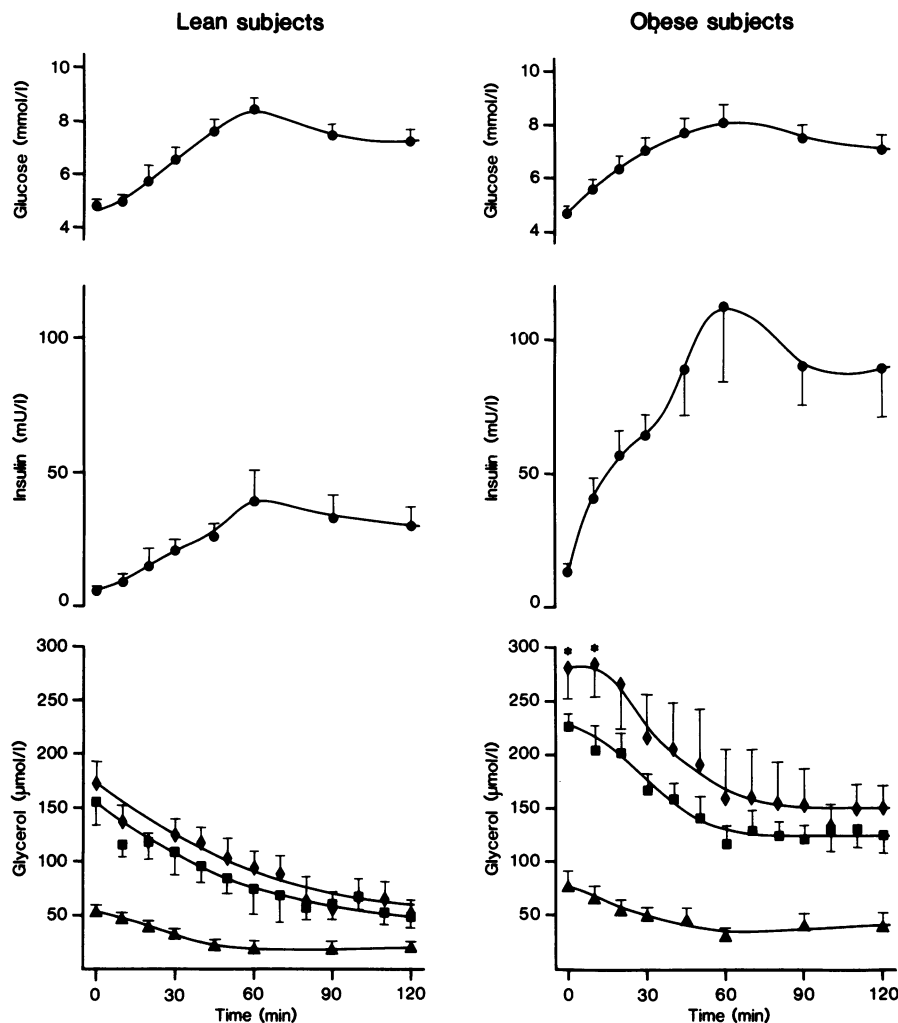 Lean subjects
Obese subjects
Glucose (mmol/l)
10
8
6
4
Glucose (mmol/l)
10
8
6
4
Insulin (mU/l)
100
50
0
Insulin (mU/l)
100
50
0
Glycerol (µmol/l)
300
250
200
150
100
50
0 30 60 90 120
Time (min)
Glycerol (µmol/l)
300
250
200
150
100
50
* *
0 30 60 90 120
Time (min)